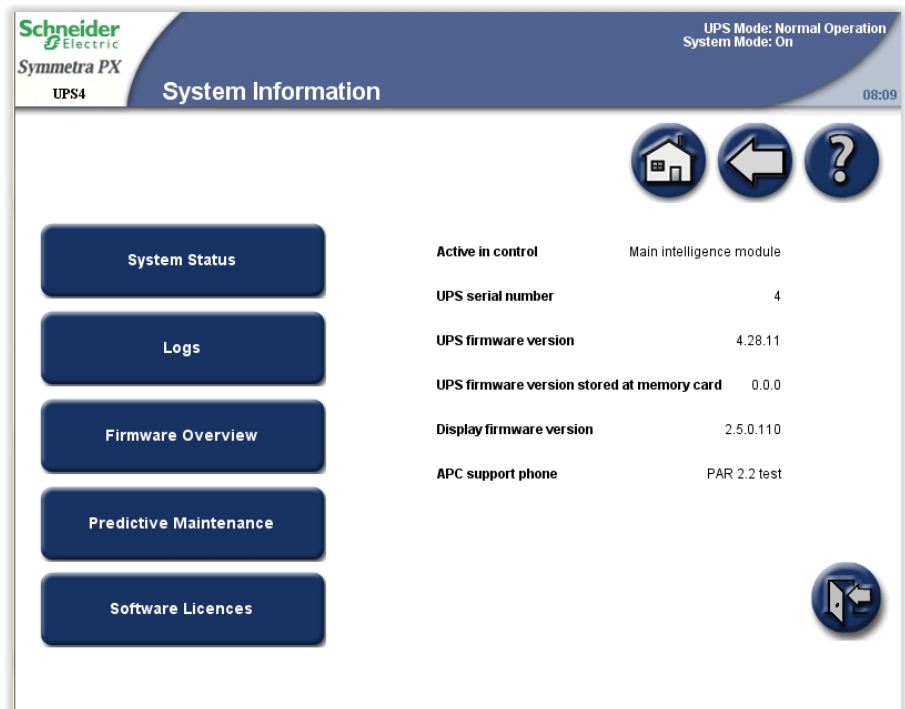 Schneider
Electric
Symmetra PX
UPS4
System Information
UPS Mode: Normal Operation
System Mode: On
08:09
?
System Status
Logs
Firmware Overview
Predictive Maintenance
Software Licences
Active in control Main intelligence module
UPS serial number 4
UPS firmware version 4.28.11
UPS firmware version stored at memory card 0.0.0
Display firmware version 2.5.0.110
APC support phone PAR 2.2 test